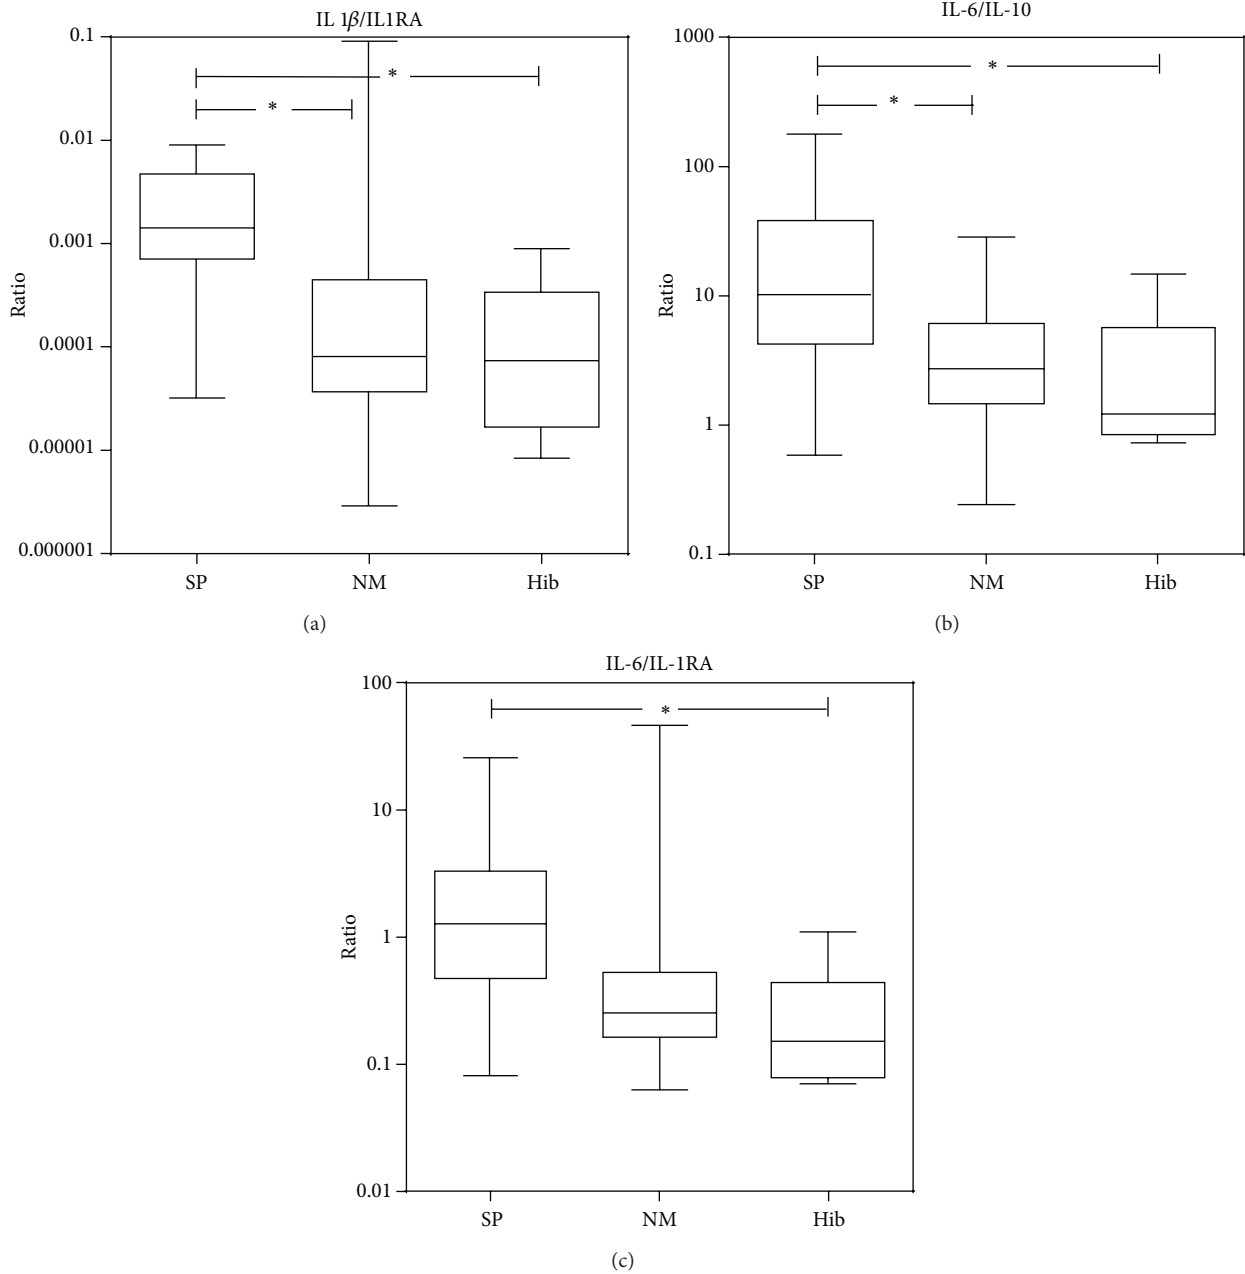 IL 1β/IL1RA
0.1
0.01
0.001
0.0001
0.00001
0.000001
Ratio
*
*
SP NM Hib
(a)
IL-6/IL-10
1000
100
10
1
0.1
Ratio
*
*
SP NM Hib
(b)
IL-6/IL-1RA
100
10
1
0.1
0.01
Ratio
*
SP NM Hib
(c)